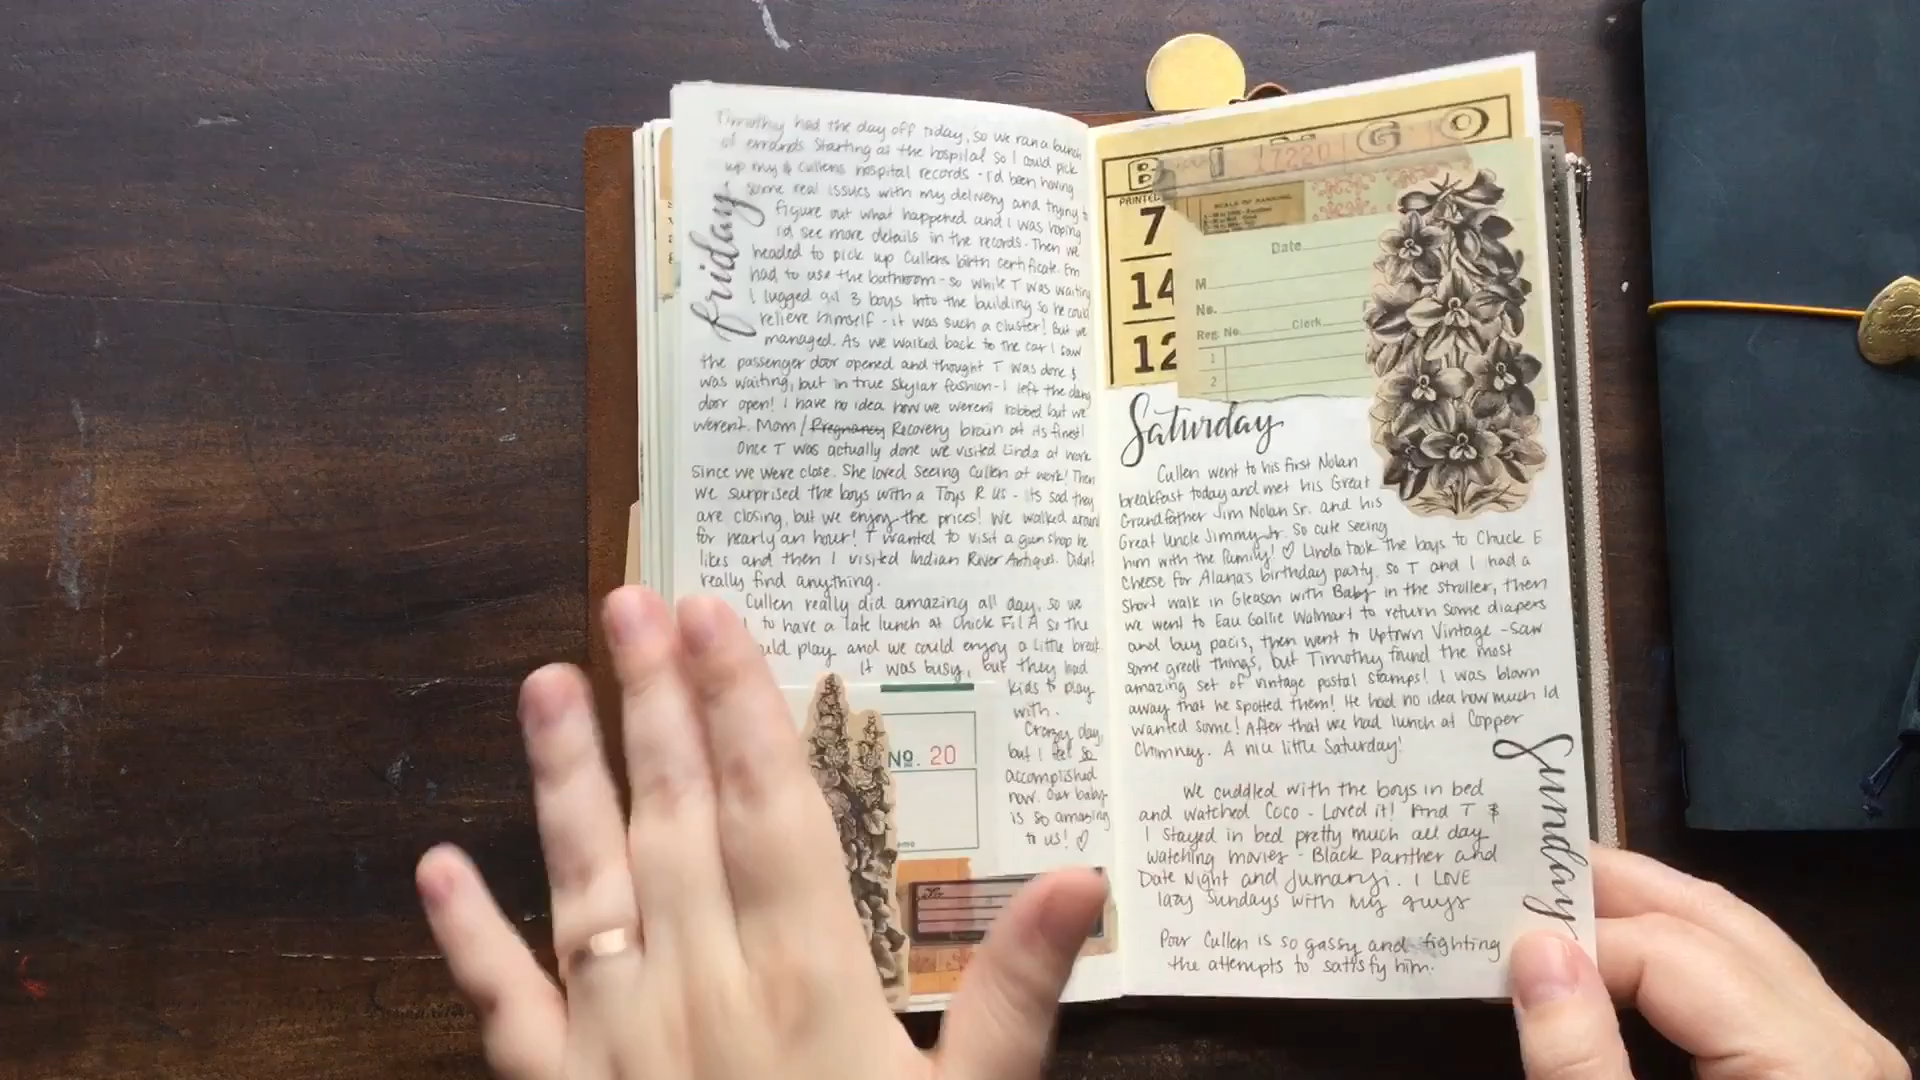 Timothy had the day off today, so we ran a bunch
of errands starting at the hospital so I could pick
up my & Cullens hospital records - I'd been having
some real issues with my delivery and trying to
figure out what happened and I was hoping
I'd see more details in the records. Then we
headed to pick up Cullens birth certificate. Em
had to use the bathroom - so while T was waiting
I lugged all 3 boys into the building so he could
relieve himself - it was such a cluster! But we
managed. As we walked back to the car I saw
the passenger door opened and thought T was done &
was waiting, but in true Skylar fashion - I left the dang
door open! I have no idea how we weren't robbed but we
weren't. Mom / Pregnancy Recovery brain at its finest!
Once T was actually done we visited Linda at work
since we were close. She loved seeing Cullen at work! Then
we surprised the boys with a Toys R us - its sad they
are closing, but we enjoy the prices! We walked around
for nearly an hour! T wanted to visit a gun shop he
likes and then I visited Indian River Antiques. Didn't
really find anything.
Cullen really did amazing all day, so we
to have a late lunch at Chick Fil A so the
play and we could enjoy a little break
it was busy, but they had
kids to play
with.
Crazy day,
but I feel so
accomplished
now. Our baby
is so amazing
to us! ♡
friday
No. 20
BINGO
17220
PRINTED
7
14
12
Date
M
No.
Reg. No. Clerk
1
2
Saturday
Cullen went to his first Nolan
breakfast today and met his Great
Grandfather Jim Nolan Sr. and his
Great Uncle Jimmy Jr. So cute seeing
him with the family! ♡ Linda took the boys to Chuck E
Cheese for Alana's birthday party. So T and I had a
short walk in Gleason with Baby in the stroller, then
we went to Eau Gallie Walmart to return some diapers
and buy pacis, then went to Uptown Vintage - saw
some great things, but Timothy found the most
amazing set of vintage postal stamps! I was blown
away that he spotted them! He had no idea how much I'd
wanted some! After that we had lunch at Copper
Chimney. A nice little Saturday!
Sunday
We cuddled with the boys in bed
and watched Coco - Loved it! And T &
I stayed in bed pretty much all day
watching movies - Black Panther and
Date Night and Jumanji. I LOVE
lazy Sundays with my guys
Poor Cullen is so gassy and fighting
the attempts to satisfy him.